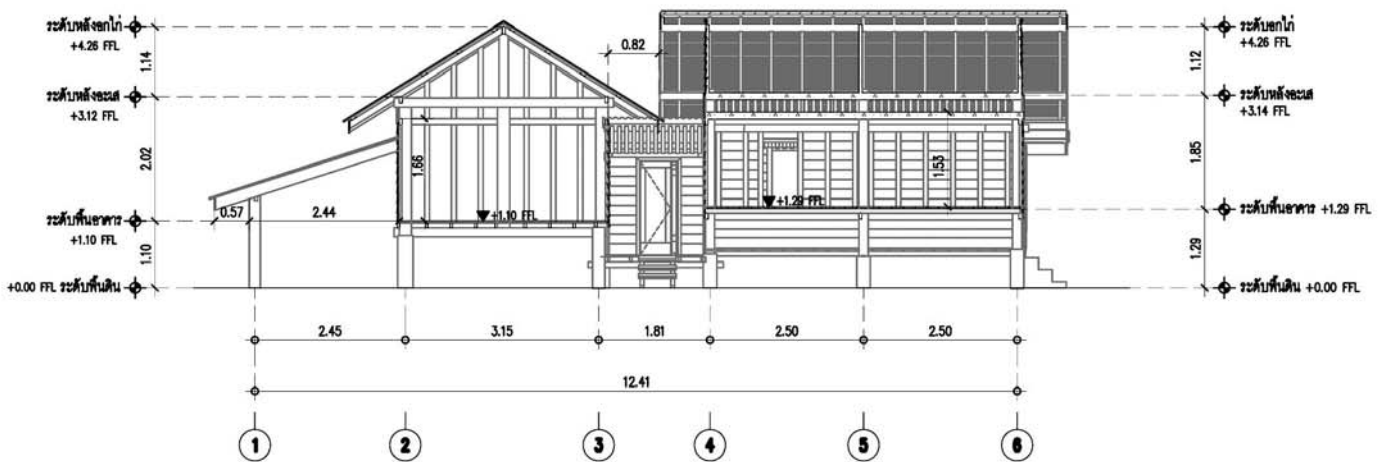 ระดับหลังอกไก่
+4.26 FFL
1.14
ระดับหลังอะเส
+3.12 FFL
2.02
ระดับพื้นอาคาร
+1.10 FFL
1.10
+0.00 FFL ระดับพื้นดิน
0.57
2.44
1.66
+1.10 FFL
0.82
1.53
+1.29 FFL
ระดับอกไก่
+4.26 FFL
1.12
ระดับหลังอะเส
+3.14 FFL
1.85
ระดับพื้นอาคาร +1.29 FFL
1.29
ระดับพื้นดิน +0.00 FFL
2.45 3.15 1.81 2.50 2.50
12.41
1 2 3 4 5 6